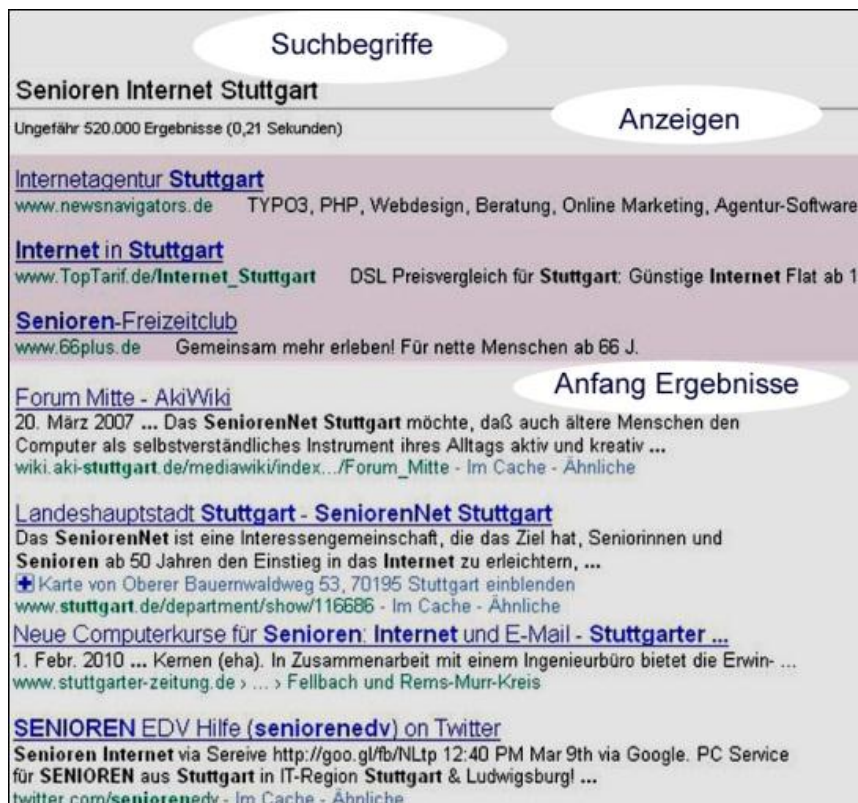 Suchbegriffe
Senioren Internet Stuttgart
Anzeigen
Ungefähr 520.000 Ergebnisse (0,21 Sekunden)
Internetagentur Stuttgart
www.newsnavigators.de TYPO3, PHP, Webdesign, Beratung, Online Marketing, Agentur-Software
Internet in Stuttgart
www.TopTarif.de/Internet_Stuttgart DSL Preisvergleich für Stuttgart: Günstige Internet Flat ab 1
Senioren-Freizeitclub
www.66plus.de Gemeinsam mehr erleben! Für nette Menschen ab 66 J.
Anfang Ergebnisse
Forum Mitte - AkiWiki
20. März 2007 ... Das SeniorenNet Stuttgart möchte, daß auch ältere Menschen den
Computer als selbstverständliches Instrument ihres Alltags aktiv und kreativ ...
wiki.aki-stuttgart.de/mediawiki/index.../Forum_Mitte - Im Cache - Ähnliche
Landeshauptstadt Stuttgart - SeniorenNet Stuttgart
Das SeniorenNet ist eine Interessengemeinschaft, die das Ziel hat, Seniorinnen und
Senioren ab 50 Jahren den Einstieg in das Internet zu erleichtern, ...
Karte von Oberer Bauernwaldweg 53, 70195 Stuttgart einblenden
www.stuttgart.de/department/show/116686 - Im Cache - Ähnliche
Neue Computerkurse für Senioren: Internet und E-Mail - Stuttgarter ...
1. Febr. 2010 ... Kernen (eha). In Zusammenarbeit mit einem Ingenieurbüro bietet die Erwin- ...
www.stuttgarter-zeitung.de › ... › Fellbach und Rems-Murr-Kreis
SENIOREN EDV Hilfe (seniorenedv) on Twitter
Senioren Internet via Sereive http://goo.gl/fb/NLtp 12:40 PM Mar 9th via Google. PC Service
für SENIOREN aus Stuttgart in IT-Region Stuttgart & Ludwigsburg! ...
twitter.com/seniorenedv - Im Cache - Ähnliche